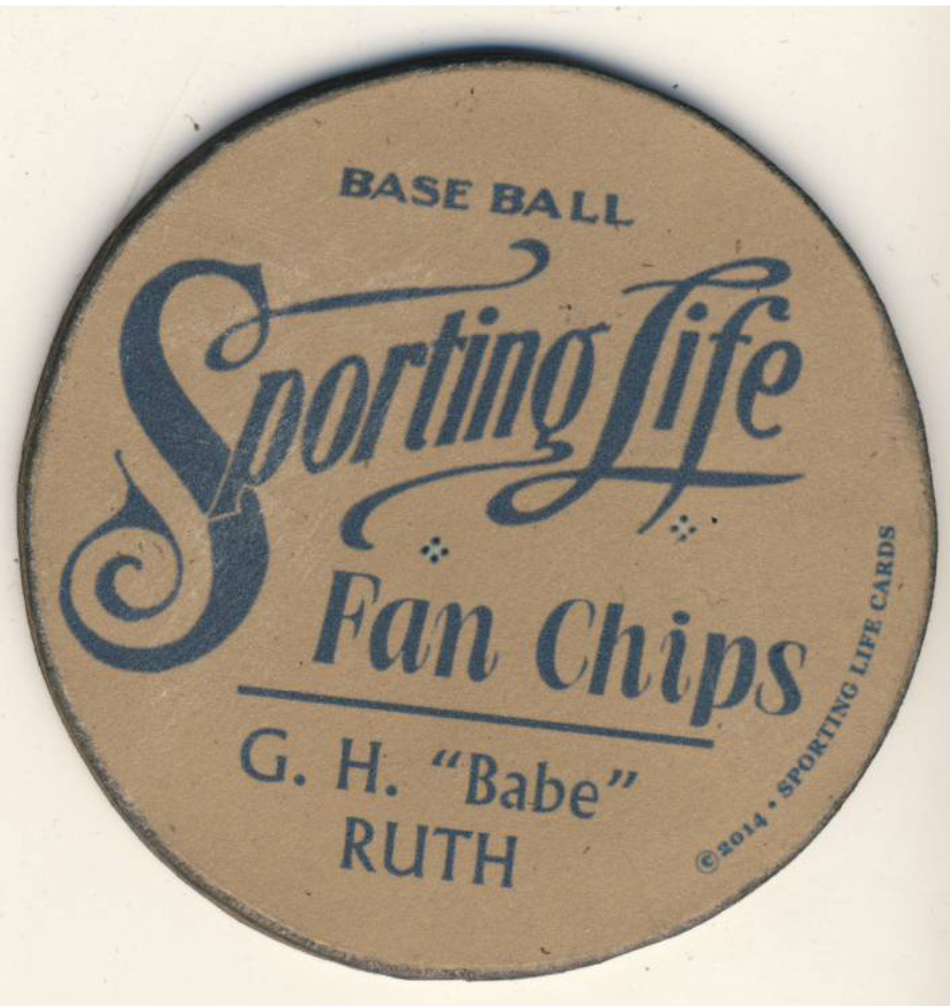 BASE BALL
Sporting Life
Fan Chips
G. H. “Babe”
RUTH
©2014 • SPORTING LIFE CARDS